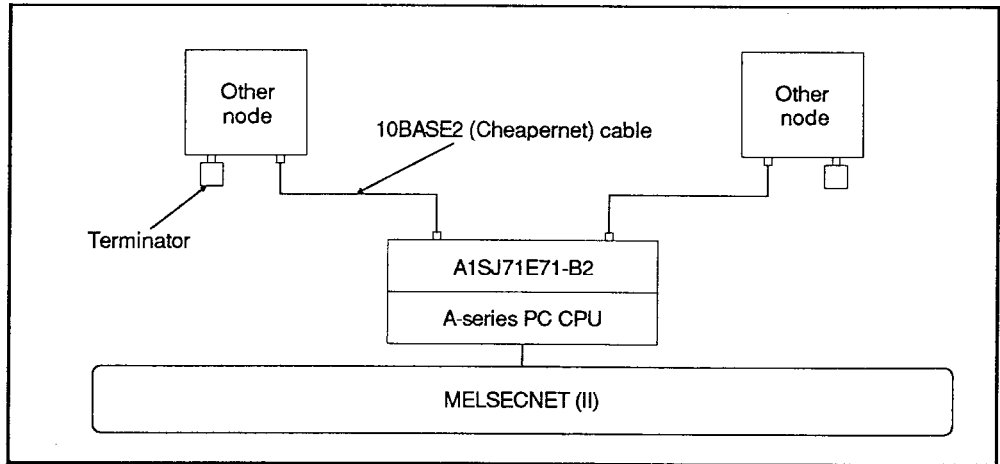 Other
node
Other
node
10BASE2 (Cheapernet) cable
Terminator
A1SJ71E71-B2
A-series PC CPU
MELSECNET (II)